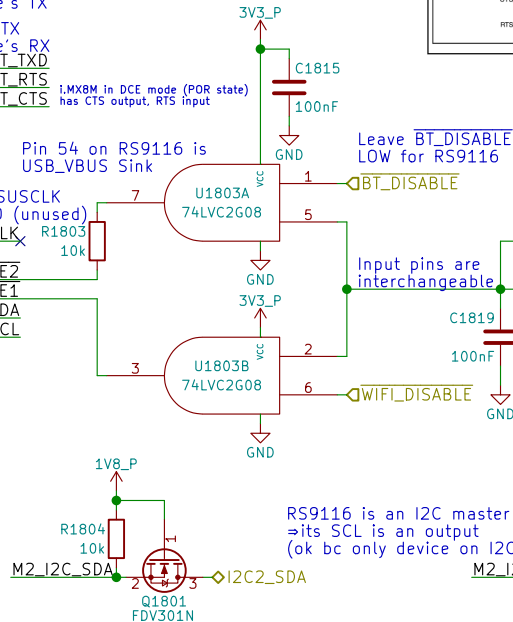 e's TX
3V3_P
TX
e's RX
T_TXD
T_RTS
T_CTS
RTS
i.MX8M in DCE mode (POR state)
has CTS output, RTS input
C1815
100nF
GND
Pin 54 on RS9116 is
USB_VBUS Sink
Leave BT_DISABLE
LOW for RS9116
VCC
U1803A
74LVC2G08
7
1
BT_DISABLE
5
SUSCLK
(unused)
R1803
10k
LK
GND
E2
E1
DA
CL
3V3_P
Input pins are
interchangeable
C1819
100nF
GND
VCC
U1803B
74LVC2G08
3
2
6
WIFI_DISABLE
GND
1V8_P
R1804
10k
1
M2_I2C_SDA
2
3
I2C2_SDA
Q1801
FDV301N
RS9116 is an I2C master
⇒its SCL is an output
(ok bc only device on I2C
M2_I